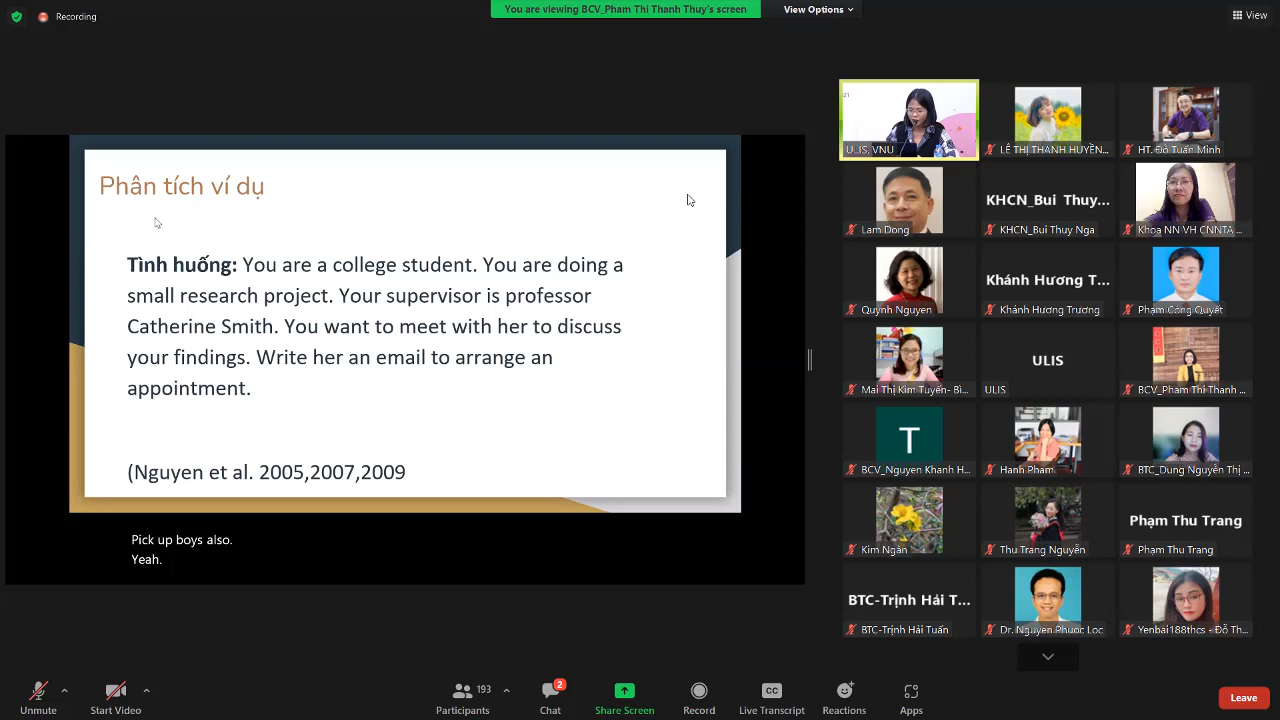 Recording
You are viewing BCV_Pham Thi Thanh Thuy's screen
View Options
View
Phân tích ví dụ
Tình huống: You are a college student. You are doing a
small research project. Your supervisor is professor
Catherine Smith. You want to meet with her to discuss
your findings. Write her an email to arrange an
appointment.
(Nguyen et al. 2005,2007,2009
Pick up boys also.
Yeah.
21
ULIS, VNU
LÊ THỊ THANH HUYỀN...
HT. Đỗ Tuấn Minh
Lam Dong
KHCN_Bui Thuy...
KHCN_Bui Thuy Nga
Khoa NN VH CNNTA ...
Quỳnh Nguyen
Khánh Hương T...
Khánh Hương Trương
Phạm Công Quyết
Mai Thị Kim Tuyến- Bì...
ULIS
ULIS
BCV_Pham Thi Thanh ...
T
BCV_Nguyen Khanh H...
Hanh Pham
BTC_Dung Nguyễn Thị ...
Kim Ngân
Thu Trang Nguyễn
Phạm Thu Trang
Phạm Thu Trang
BTC-Trịnh Hải T...
BTC-Trịnh Hải Tuấn
Dr. Nguyen Phuoc Loc
Yenbai188thcs - Đỗ Th...
Unmute
Start Video
193
Participants
2
Chat
Share Screen
Record
CC
Live Transcript
Reactions
Apps
Leave